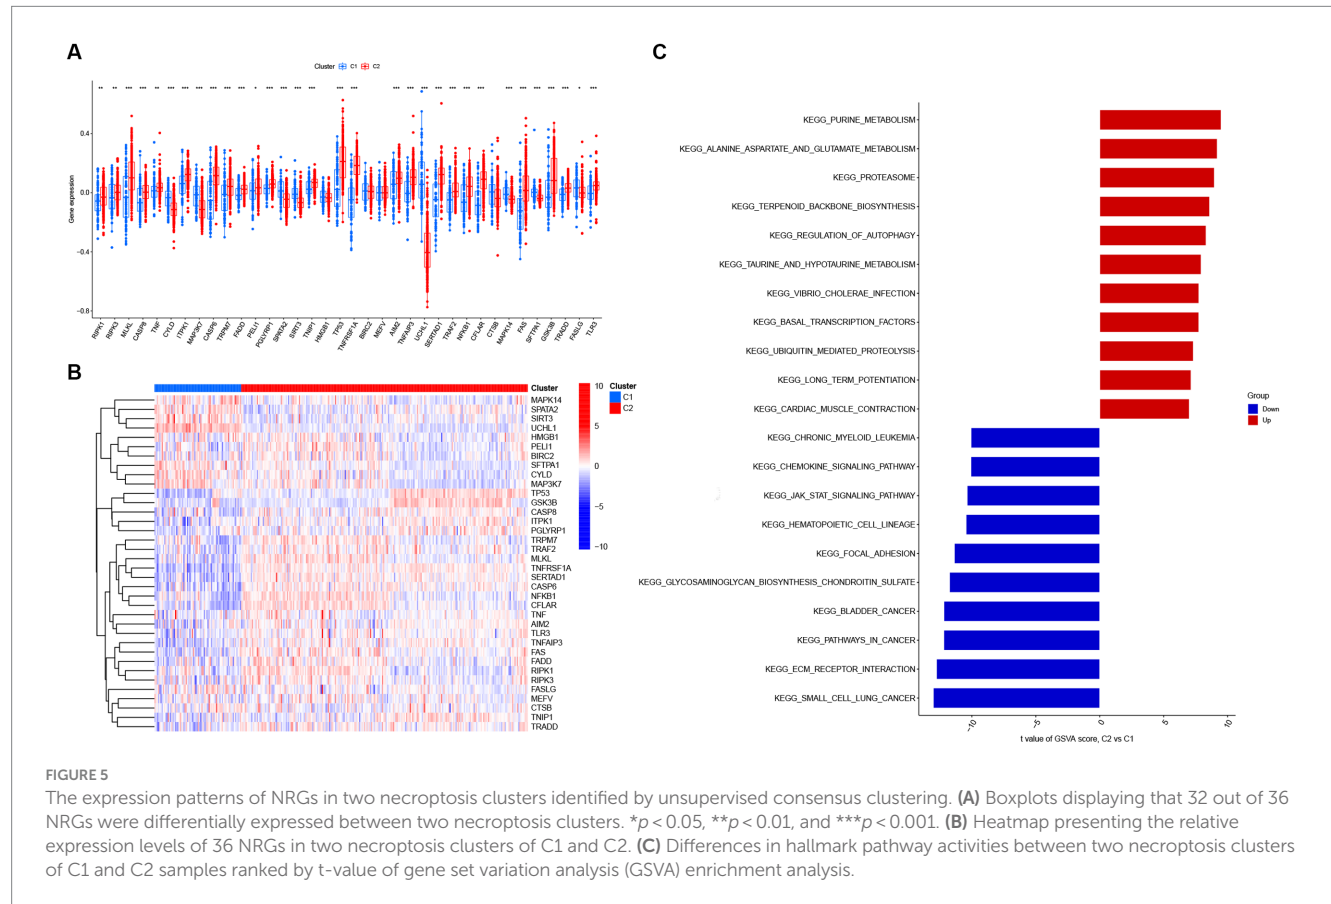 A
Cluster C1 C2
** ** *** *** ** *** *** *** *** *** *** * *** *** *** *** *** *** *** *** *** *** *** *** *** *** *** *** *** *** * ***
Gene expression
0.4
0.0
−0.4
−0.8
RIPK1
RIPK3
MLKL
CASP8
TNF
CYLD
ITPK1
MAP3K7
CASP6
TRPM7
FADD
PELI1
PGLYRP1
SPATA2
SIRT3
TNIP1
HMGB1
TP53
TNFRSF1A
BIRC2
MEFV
AIM2
TNFAIP3
UCHL1
SERTAD1
TRAF2
NFKB1
CFLAR
CTSB
MAPK14
FAS
SFTPA1
GSK3B
TRADD
FASLG
TLR3
B
Cluster
MAPK14
SPATA2
SIRT3
UCHL1
HMGB1
PELI1
BIRC2
SFTPA1
CYLD
MAP3K7
TP53
GSK3B
CASP8
ITPK1
PGLYRP1
TRPM7
TRAF2
MLKL
TNFRSF1A
SERTAD1
CASP6
NFKB1
CFLAR
TNF
AIM2
TLR3
TNFAIP3
FAS
FADD
RIPK1
RIPK3
FASLG
MEFV
CTSB
TNIP1
TRADD
10
5
0
−5
−10
Cluster
C1
C2
C
KEGG_PURINE_METABOLISM
KEGG_ALANINE_ASPARTATE_AND_GLUTAMATE_METABOLISM
KEGG_PROTEASOME
KEGG_TERPENOID_BACKBONE_BIOSYNTHESIS
KEGG_REGULATION_OF_AUTOPHAGY
KEGG_TAURINE_AND_HYPOTAURINE_METABOLISM
KEGG_VIBRIO_CHOLERAE_INFECTION
KEGG_BASAL_TRANSCRIPTION_FACTORS
KEGG_UBIQUITIN_MEDIATED_PROTEOLYSIS
KEGG_LONG_TERM_POTENTIATION
KEGG_CARDIAC_MUSCLE_CONTRACTION
KEGG_CHRONIC_MYELOID_LEUKEMIA
KEGG_CHEMOKINE_SIGNALING_PATHWAY
KEGG_JAK_STAT_SIGNALING_PATHWAY
KEGG_HEMATOPOIETIC_CELL_LINEAGE
KEGG_FOCAL_ADHESION
KEGG_GLYCOSAMINOGLYCAN_BIOSYNTHESIS_CHONDROITIN_SULFATE
KEGG_BLADDER_CANCER
KEGG_PATHWAYS_IN_CANCER
KEGG_ECM_RECEPTOR_INTERACTION
KEGG_SMALL_CELL_LUNG_CANCER
−10 −5 0 5 10
t value of GSVA score, C2 vs C1
Group
Down
Up
FIGURE 5
The expression patterns of NRGs in two necroptosis clusters identified by unsupervised consensus clustering. (A) Boxplots displaying that 32 out of 36
NRGs were differentially expressed between two necroptosis clusters. *p < 0.05, **p < 0.01, and ***p < 0.001. (B) Heatmap presenting the relative
expression levels of 36 NRGs in two necroptosis clusters of C1 and C2. (C) Differences in hallmark pathway activities between two necroptosis clusters
of C1 and C2 samples ranked by t-value of gene set variation analysis (GSVA) enrichment analysis.